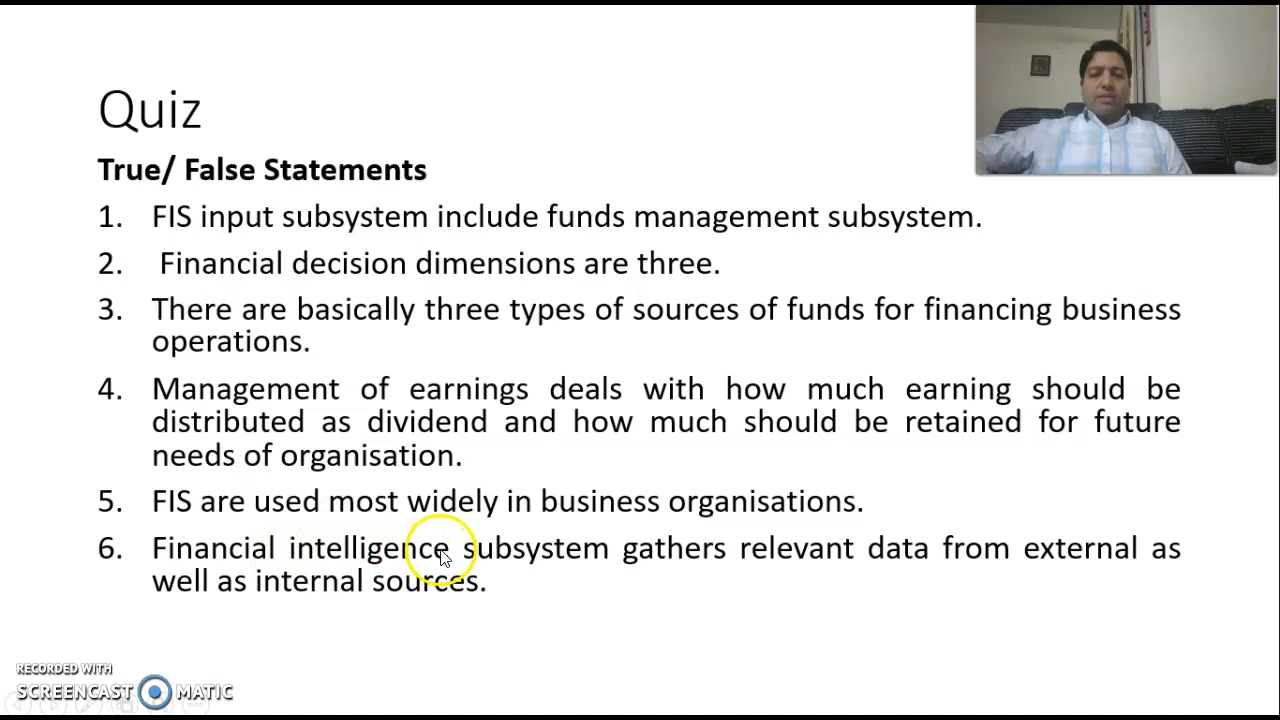 Quiz
True/ False Statements
1. FIS input subsystem include funds management subsystem.
2. Financial decision dimensions are three.
3. There are basically three types of sources of funds for financing business
operations.
4. Management of earnings deals with how much earning should be
distributed as dividend and how much should be retained for future
needs of organisation.
5. FIS are used most widely in business organisations.
6. Financial intelligence subsystem gathers relevant data from external as
well as internal sources.
RECORDED WITH
SCREENCAST MATIC